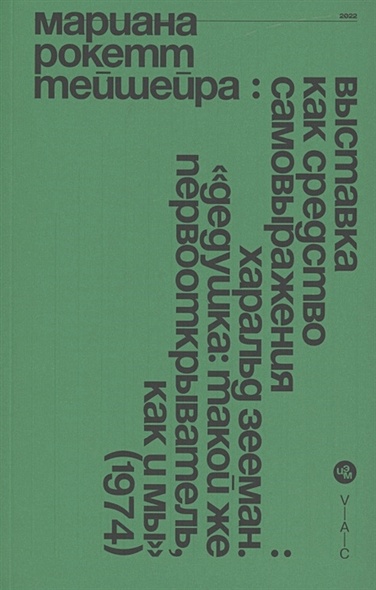 мариана
рокетт
тейшейра ::
2022
выставка
как средство
самовыражения
::
харальд зееман.
«дедушка: такой же
первооткрыватель,
как и мы»
(1974)
цэм
V–A–C